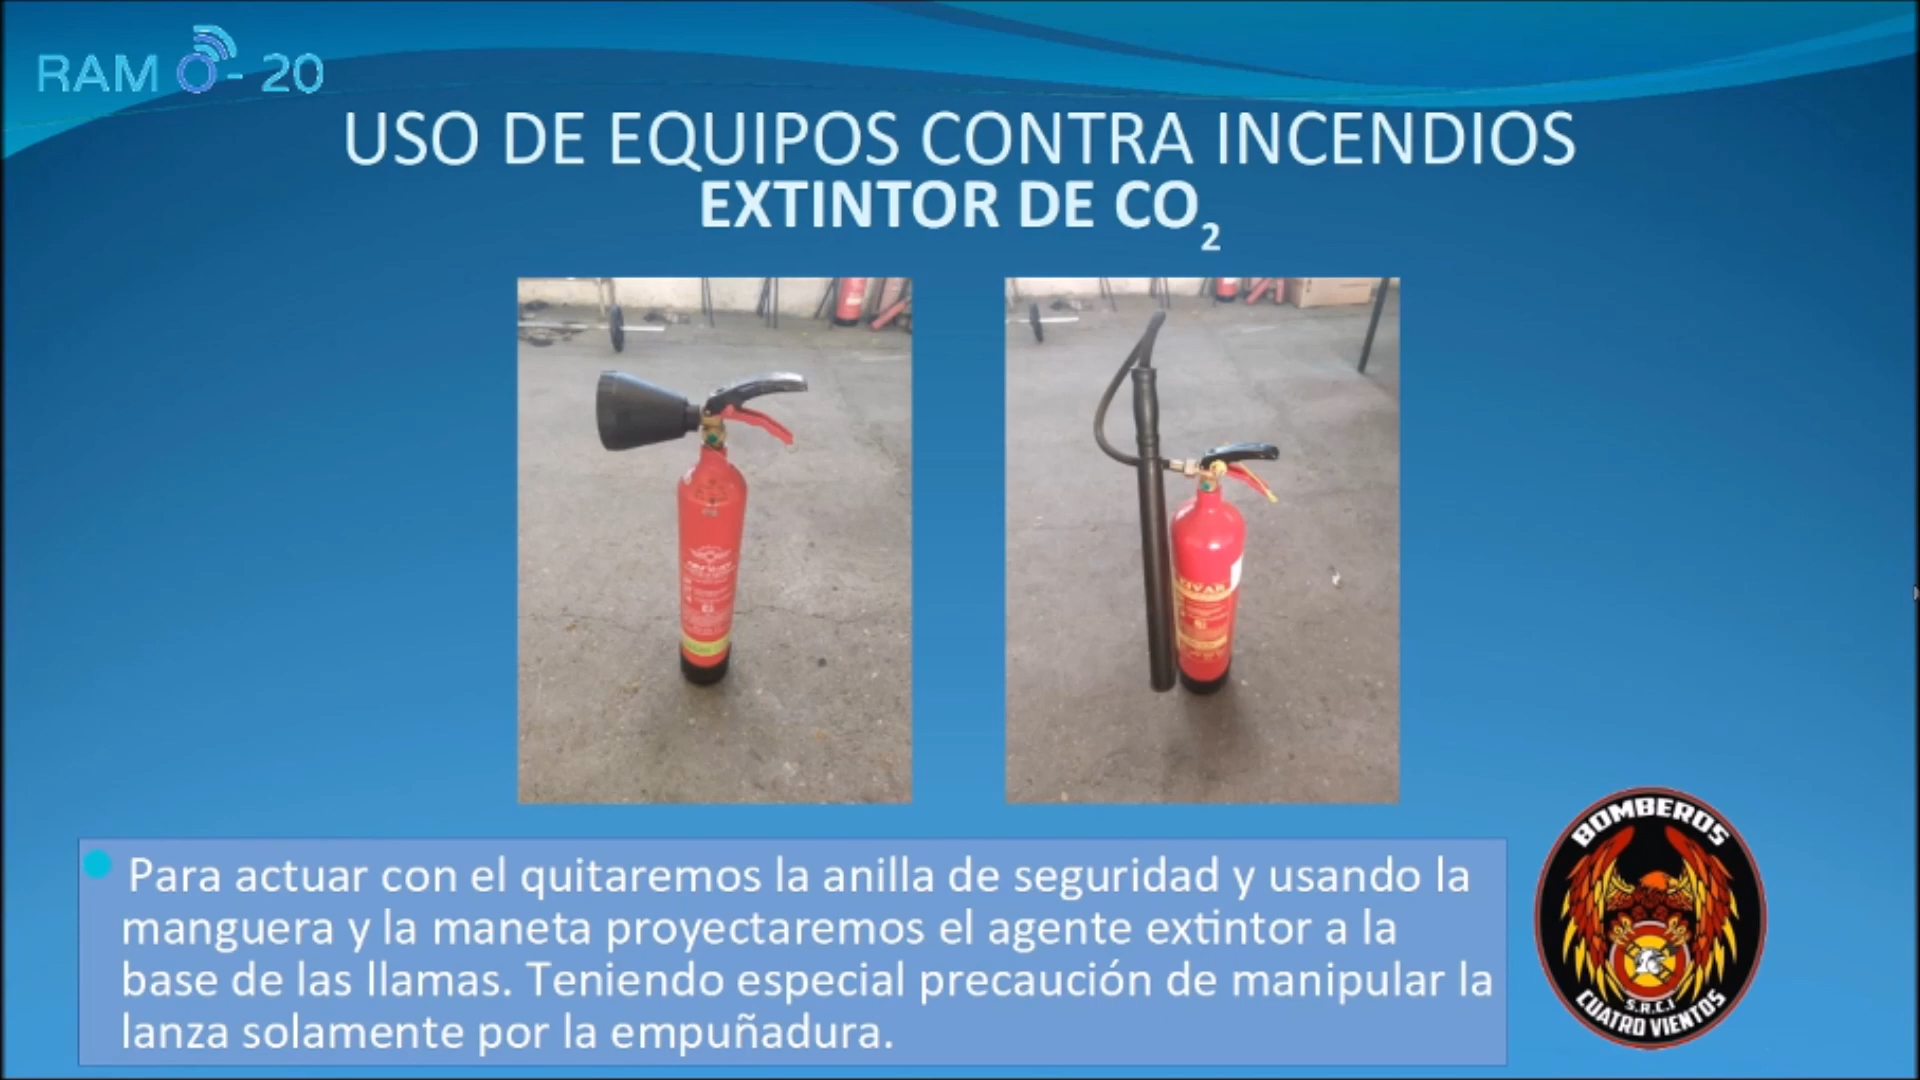 RAM O - 20
USO DE EQUIPOS CONTRA INCENDIOS
EXTINTOR DE CO2
Para actuar con el quitaremos la anilla de seguridad y usando la
manguera y la maneta proyectaremos el agente extintor a la
base de las llamas. Teniendo especial precaución de manipular la
lanza solamente por la empuñadura.
BOMBEROS
S.R.C.I
CUATRO VIENTOS